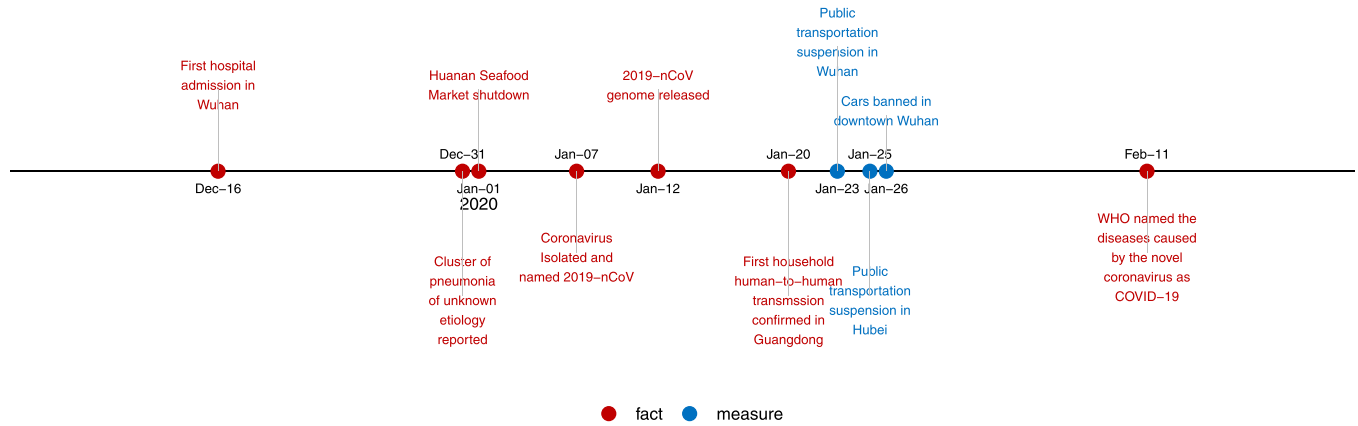 First hospital
admission in
Wuhan
Dec−16
Dec−31
Cluster of
pneumonia
of unknown
etiology
reported
Huanan Seafood
Market shutdown
Jan−01
2020
Jan−07
Coronavirus
Isolated and
named 2019−nCoV
2019−nCoV
genome released
Jan−12
Jan−20
First household
human−to−human
transmssion
confirmed in
Guangdong
Public
transportation
suspension in
Wuhan
Jan−23
Jan−25
Public
transportation
suspension in
Hubei
Cars banned in
downtown Wuhan
Jan−26
Feb−11
WHO named the
diseases caused
by the novel
coronavirus as
COVID−19
fact
measure